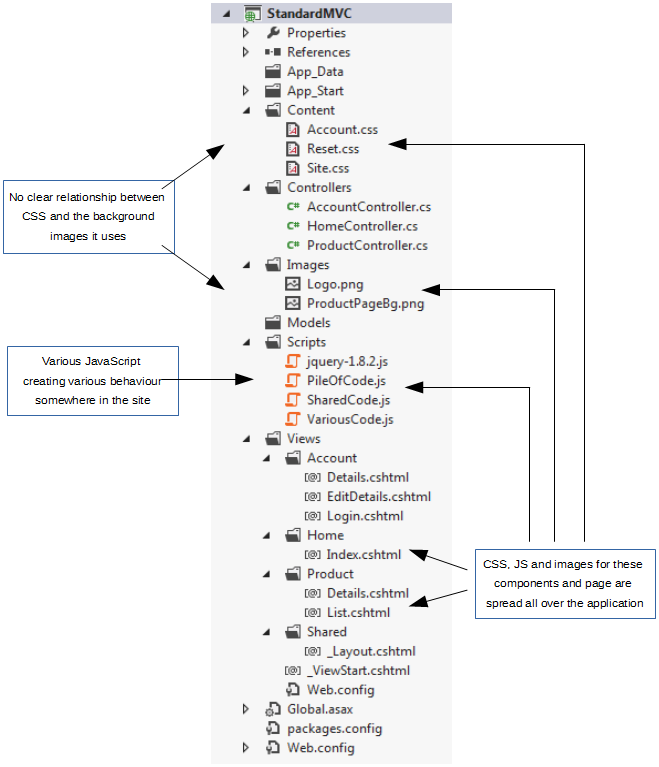 StandardMVC
Properties
References
App_Data
App_Start
Content
Account.css
Reset.css
Site.css
No clear relationship between
CSS and the background
images it uses
Controllers
C# AccountController.cs
C# HomeController.cs
C# ProductController.cs
Images
Logo.png
ProductPageBg.png
Models
Scripts
jquery-1.8.2.js
PileOfCode.js
SharedCode.js
VariousCode.js
Various JavaScript
creating various behaviour
somewhere in the site
Views
Account
[@] Details.cshtml
[@] EditDetails.cshtml
[@] Login.cshtml
Home
[@] Index.cshtml
Product
[@] Details.cshtml
[@] List.cshtml
CSS, JS and images for these
components and page are
spread all over the application
Shared
[@] _Layout.cshtml
[@] _ViewStart.cshtml
Web.config
Global.asax
packages.config
Web.config